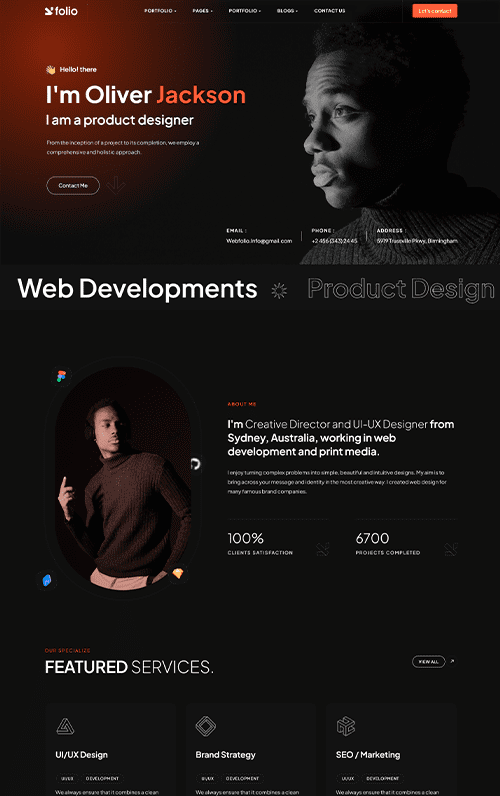 folio
PORTFOLIO PAGES PORTFOLIO BLOGS CONTACT US
Let's contact
Hello! there
I'm Oliver Jackson
I am a product designer
From the inception of a project to its completion, we employ a
comprehensive and holistic approach.
Contact Me
EMAIL : PHONE : ADDRESS :
Webfolio.Info@gmail.com +2 456 (343) 24 45 5919 Trussville Pkwy, Birmingham
Web Developments Product Design
ABOUT ME
I'm Creative Director and UI-UX Designer from
Sydney, Australia, working in web
development and print media.
I enjoy turning complex problems into simple, beautiful and intuitive designs. My aim is to
bring across your message and identity in the most creative way. I created web design for
many famous brand companies.
100% 6700
CLIENTS SATISFACTION PROJECTS COMPLETED
OUR SPECIALIZE
FEATURED SERVICES.
VIEW ALL
UI/UX Design Brand Strategy SEO / Marketing
UI/UX DEVELOPMENT UI/UX DEVELOPMENT UI/UX DEVELOPMENT
We always ensure that it combines a clean We always ensure that it combines a clean We always ensure that it combines a clean